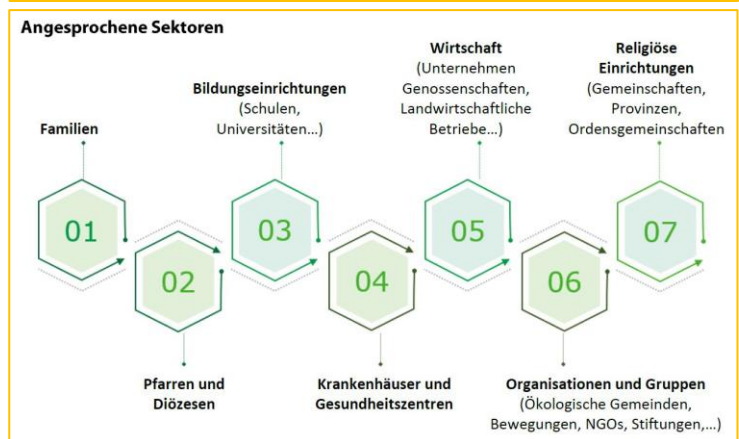 Angesprochene Sektoren
Familien
01
Pfarren und
Diözesen
02
Bildungseinrichtungen
(Schulen,
Universitäten...)
03
Krankenhäuser und
Gesundheitszentren
04
Wirtschaft
(Unternehmen
Genossenschaften,
Landwirtschaftliche
Betriebe...)
05
Organisationen und Gruppen
(Ökologische Gemeinden,
Bewegungen, NGOs, Stiftungen,...)
06
Religiöse
Einrichtungen
(Gemeinschaften,
Provinzen,
Ordensgemeinschaften
07